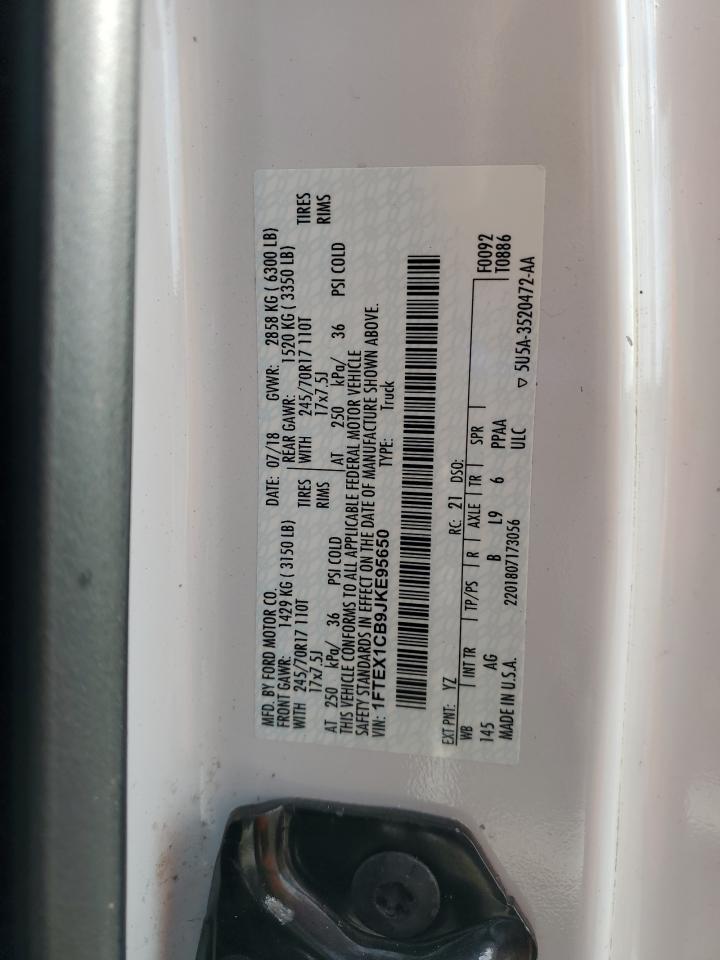 MFD. BY FORD MOTOR CO.
DATE: 07/18 GVWR: 2858 KG ( 6300 LB)
FRONT GAWR: 1429 KG ( 3150 LB)
REAR GAWR: 1520 KG ( 3350 LB)
WITH 245/70R17 110T TIRES
WITH 245/70R17 110T TIRES
17x7.5J RIMS
17x7.5J RIMS
AT 250 kPa/ 36 PSI COLD
AT 250 kPa/ 36 PSI COLD
THIS VEHICLE CONFORMS TO ALL APPLICABLE FEDERAL MOTOR VEHICLE
SAFETY STANDARDS IN EFFECT ON THE DATE OF MANUFACTURE SHOWN ABOVE.
VIN: 1FTEX1CB9JKE95650 TYPE: Truck
EXT PNT: YZ RC: 21 DSO:
WB INT TR TP/PS R AXLE TR SPR
F0092
145 AG B L9 6 PPAA
T0886
MADE IN U.S.A. 2201807173056 ULC
▽ 5U5A-3520472-AA